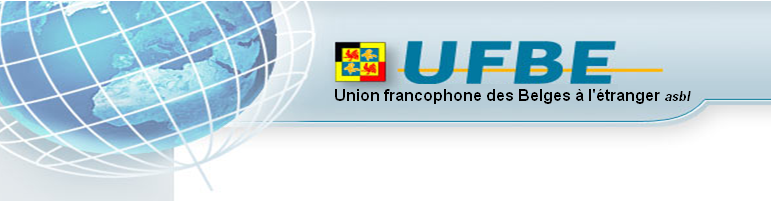 UFBE
Union francophone des Belges à l'étranger asbl